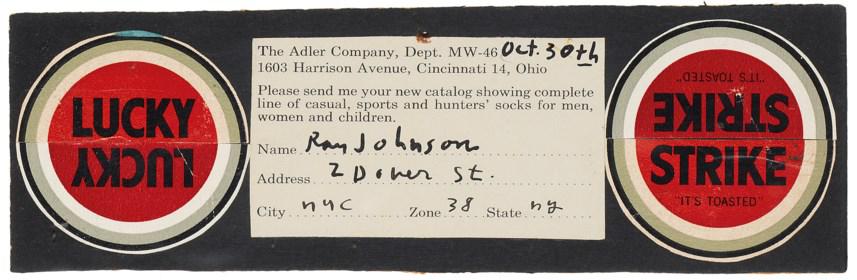 LUCKY
LUCKY
The Adler Company, Dept. MW-46 Oct. 30th
1603 Harrison Avenue, Cincinnati 14, Ohio
Please send me your new catalog showing complete
line of casual, sports and hunters' socks for men,
women and children.
Name Ray Johnson
Address 2 Dover St.
City nyc Zone 38 State ny
"IT'S TOASTED"
STRIKE
STRIKE
"IT'S TOASTED"